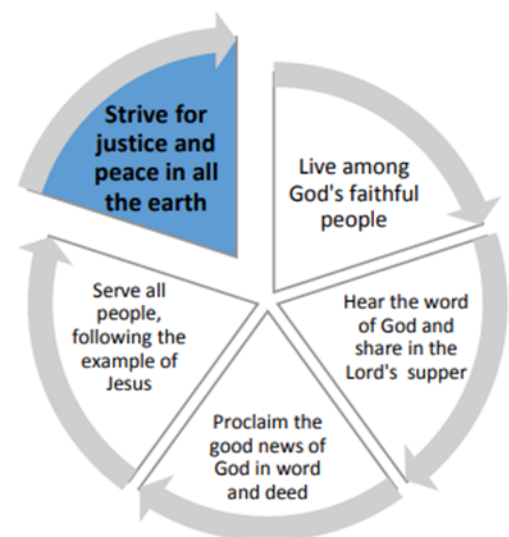 Strive for
justice and
peace in all
the earth
Live among
God's faithful
people
Hear the word
of God and
share in the
Lord's supper
Proclaim the
good news of
God in word
and deed
Serve all
people,
following the
example of
Jesus